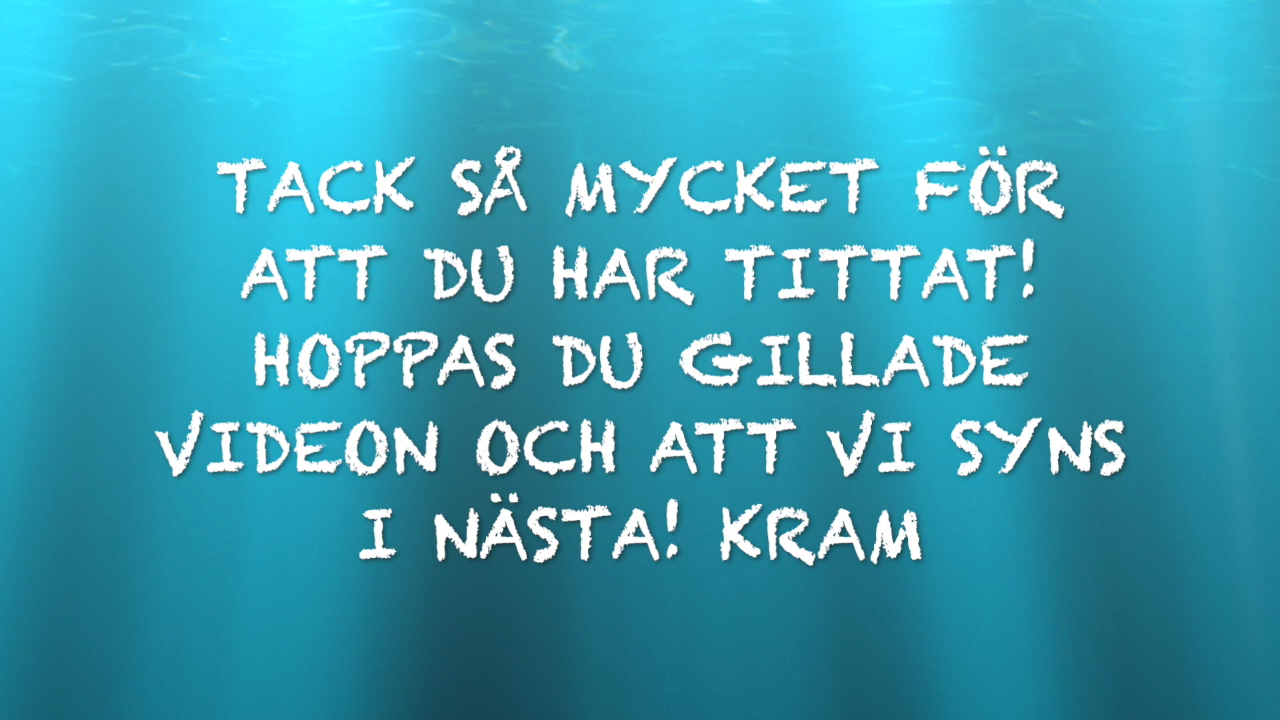 TACK SÅ MYCKET FÖR
ATT DU HAR TITTAT!
HOPPAS DU GILLADE
VIDEON OCH ATT VI SYNS
I NÄSTA! KRAM